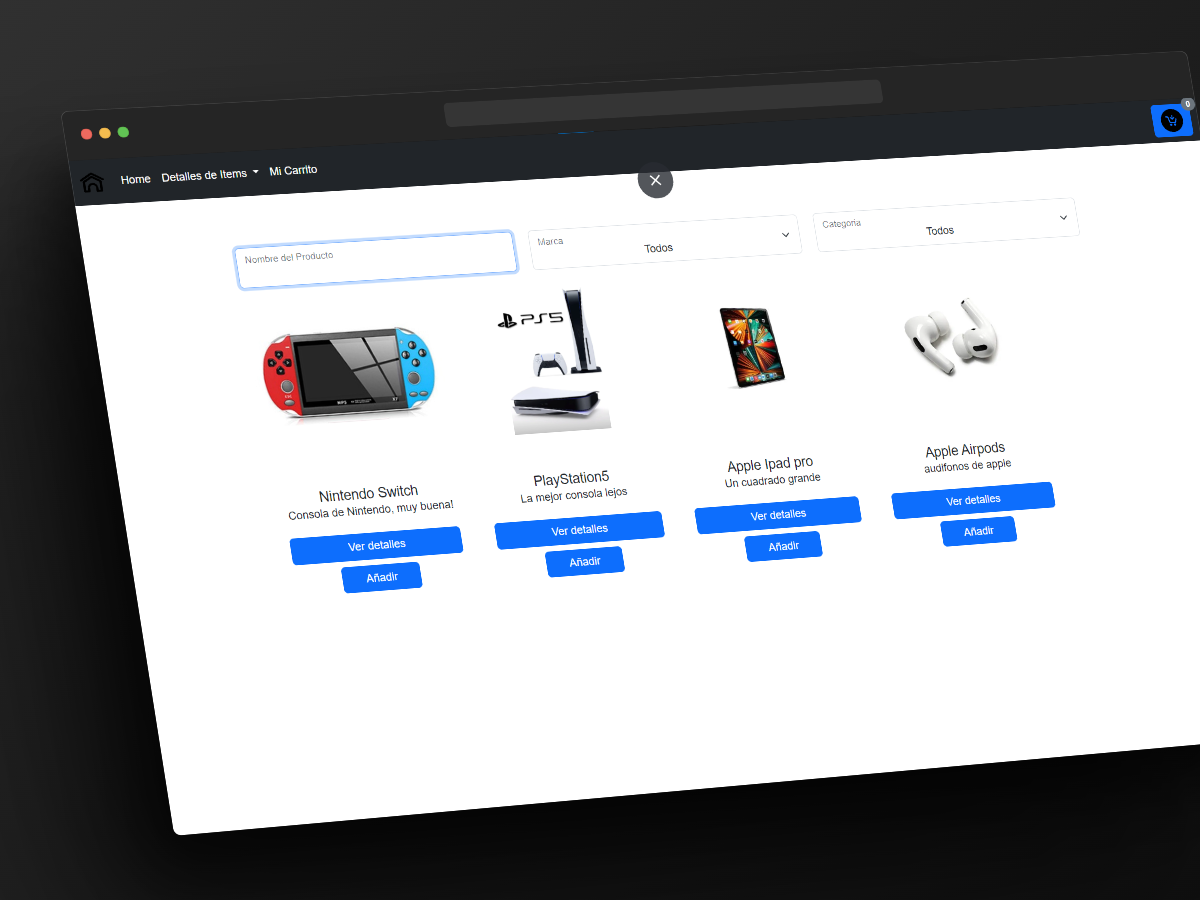 0
Home Detalles de Items Mi Carrito
Nombre del Producto
Marca
Todos
Categoria
Todos
PS5
Nintendo Switch
Consola de Nintendo, muy buena!
Ver detalles
Añadir
PlayStation5
La mejor consola lejos
Ver detalles
Añadir
Apple Ipad pro
Un cuadrado grande
Ver detalles
Añadir
Apple Airpods
audifonos de apple
Ver detalles
Añadir